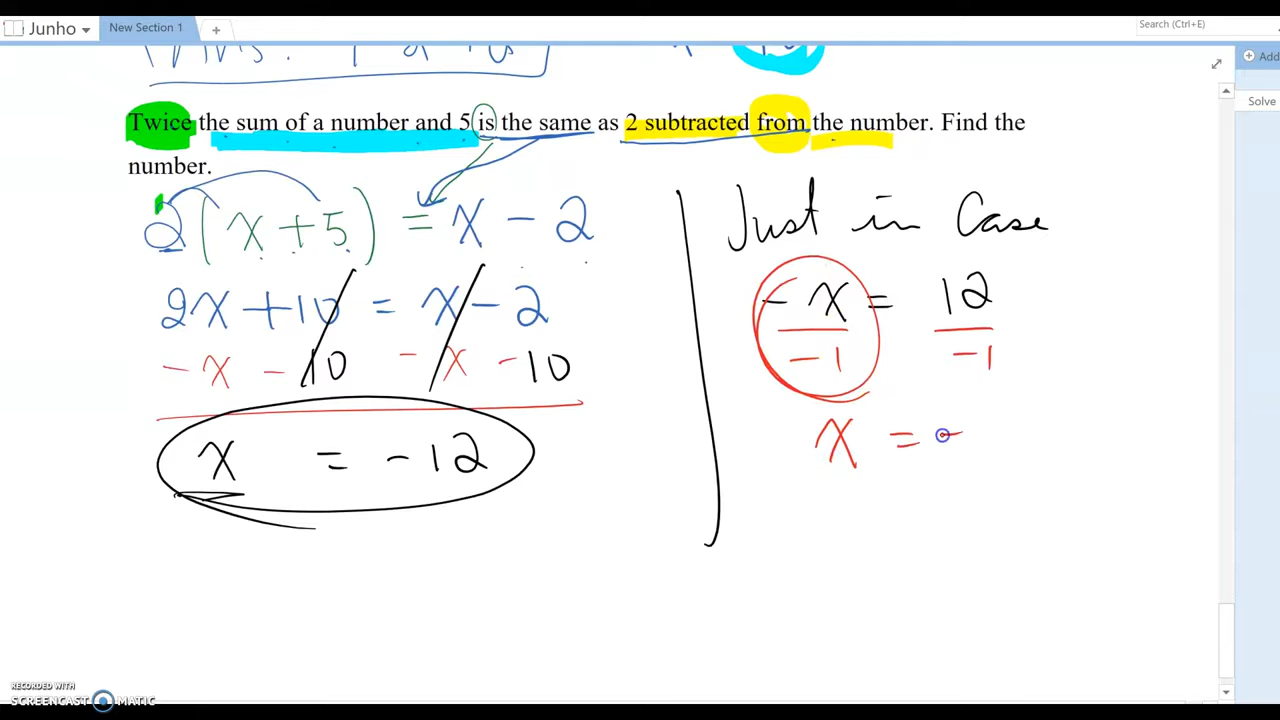 Junho
New Section 1
+
Search (Ctrl+E)
Add
Solve
Twice the sum of a number and 5 is the same as 2 subtracted from the number. Find the
number.
2(x+5) = x - 2
2x + 10 = x - 2
- x - 10 - x - 10
x = -12
Just in Case
- x = 12
-1 -1
x = -
RECORDED WITH
SCREENCAST MATIC